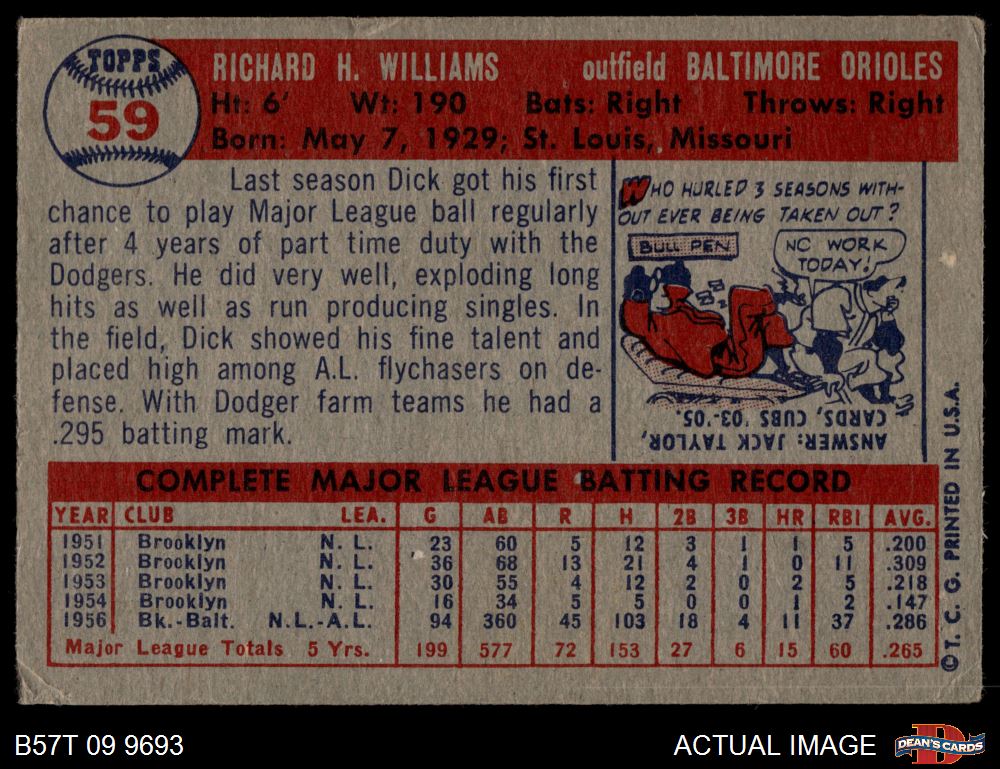 TOPPS
59
RICHARD H. WILLIAMS outfield BALTIMORE ORIOLES
Ht: 6' Wt: 190 Bats: Right Throws: Right
Born: May 7, 1929; St. Louis, Missouri
Last season Dick got his first
chance to play Major League ball regularly
after 4 years of part time duty with the
Dodgers. He did very well, exploding long
hits as well as run producing singles. In
the field, Dick showed his fine talent and
placed high among A.L. flychasers on de-
fense. With Dodger farm teams he had a
.295 batting mark.
WHO HURLED 3 SEASONS WITH-
OUT EVER BEING TAKEN OUT?
BULL PEN
NO WORK
TODAY!
ZZ
ANSWER: JACK TAYLOR,
CARDS, CUBS '03-'05.
COMPLETE MAJOR LEAGUE BATTING RECORD
YEAR CLUB LEA. G AB R H 2B 3B HR RBI AVG.
1951 Brooklyn N. L. 23 60 5 12 3 1 1 5 .200
1952 Brooklyn N. L. 36 68 13 21 4 1 0 11 .309
1953 Brooklyn N. L. 30 55 4 12 2 0 2 5 .218
1954 Brooklyn N. L. 16 34 5 5 0 0 1 2 .147
1956 Bk.-Balt. N.L.-A.L. 94 360 45 103 18 4 11 37 .286
Major League Totals 5 Yrs. 199 577 72 153 27 6 15 60 .265
© T. C. G. PRINTED IN U.S.A.
B57T 09 9693
ACTUAL IMAGE
D
DEAN'S CARDS